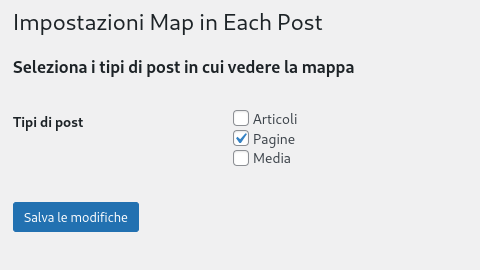 Impostazioni Map in Each Post
Seleziona i tipi di post in cui vedere la mappa
Tipi di post
Articoli
Pagine
Media
Salva le modifiche